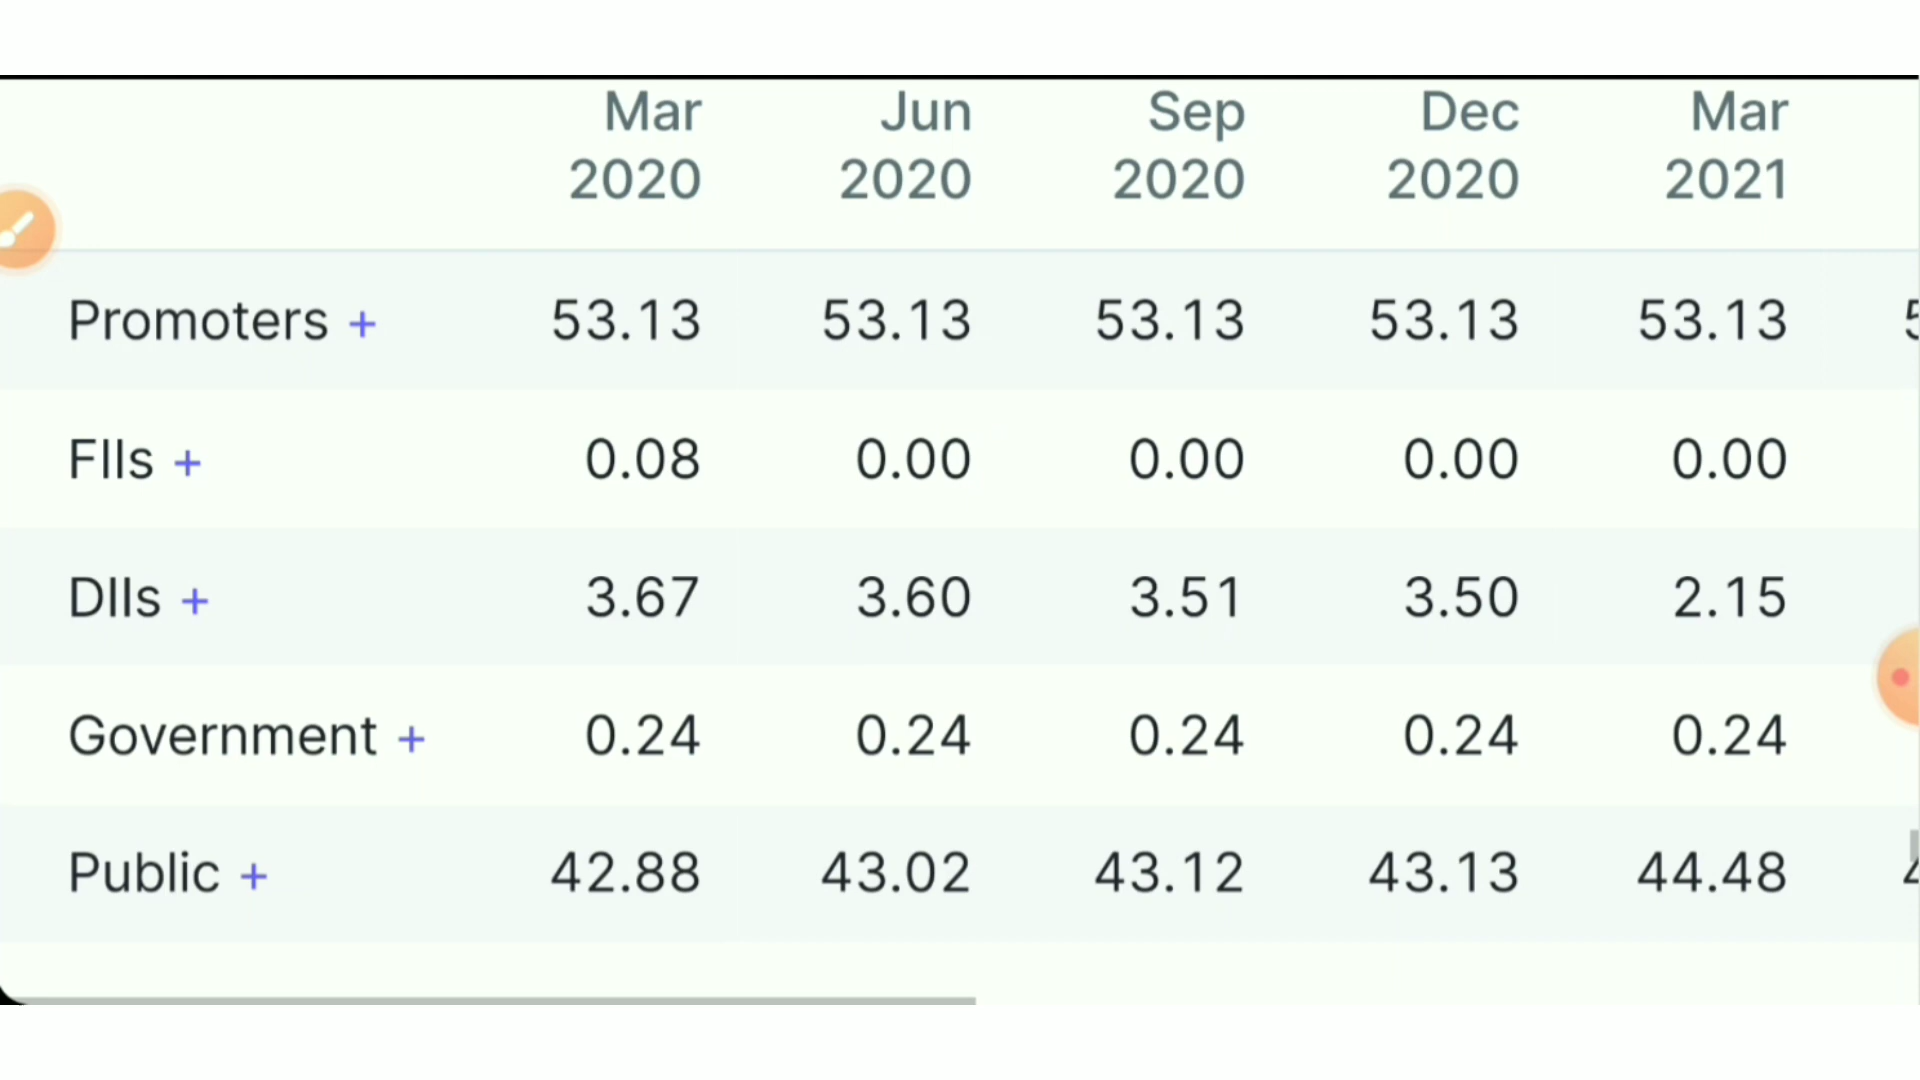 Mar Jun Sep Dec Mar
2020 2020 2020 2020 2021
Promoters + 53.13 53.13 53.13 53.13 53.13
FIIs + 0.08 0.00 0.00 0.00 0.00
DIIs + 3.67 3.60 3.51 3.50 2.15
Government + 0.24 0.24 0.24 0.24 0.24
Public + 42.88 43.02 43.12 43.13 44.48